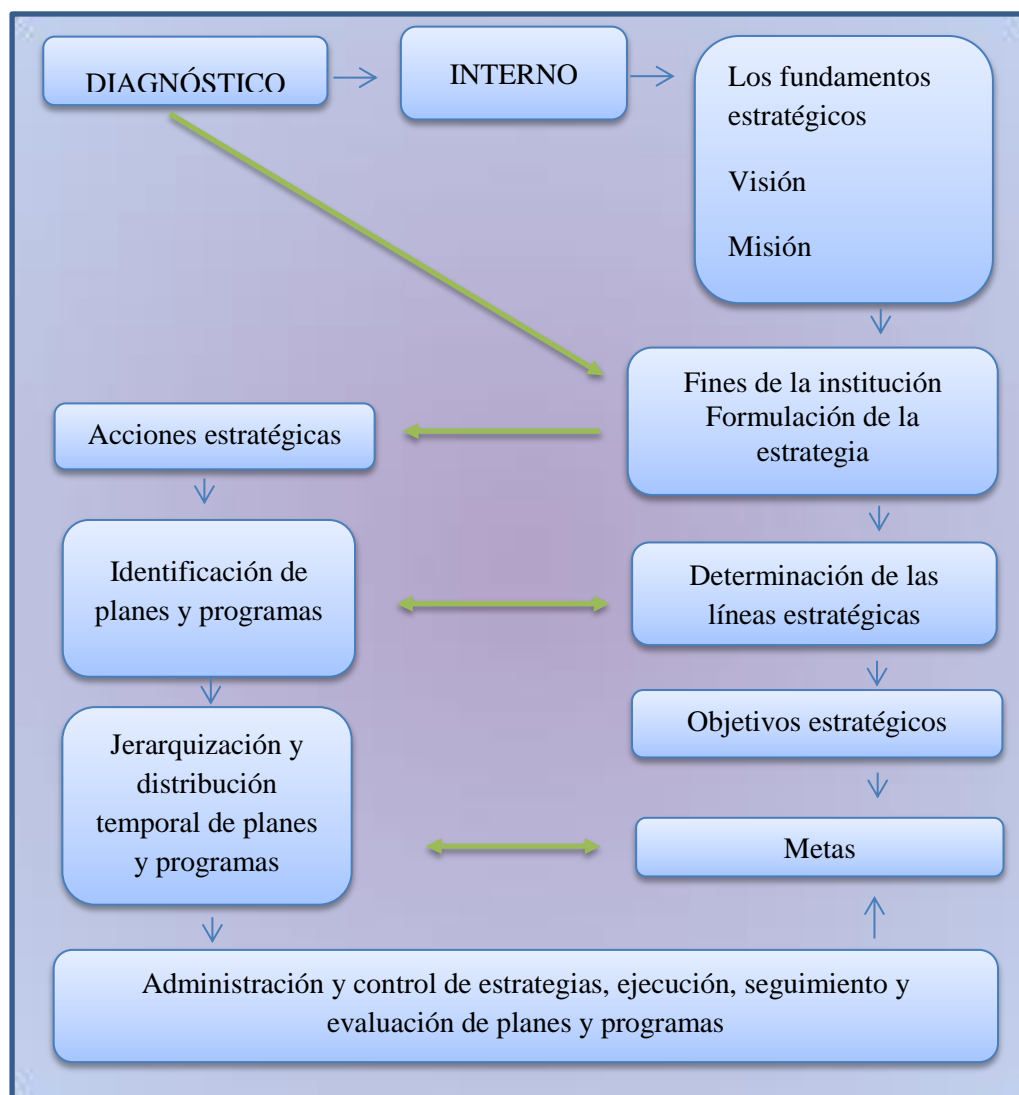 DIAGNÓSTICO
INTERNO
Los fundamentos
estratégicos
Visión
Misión
Fines de la institución
Formulación de la
estrategia
Acciones estratégicas
Identificación de
planes y programas
Determinación de las
líneas estratégicas
Objetivos estratégicos
Jerarquización y
distribución
temporal de planes
y programas
Metas
Administración y control de estrategias, ejecución, seguimiento y
evaluación de planes y programas